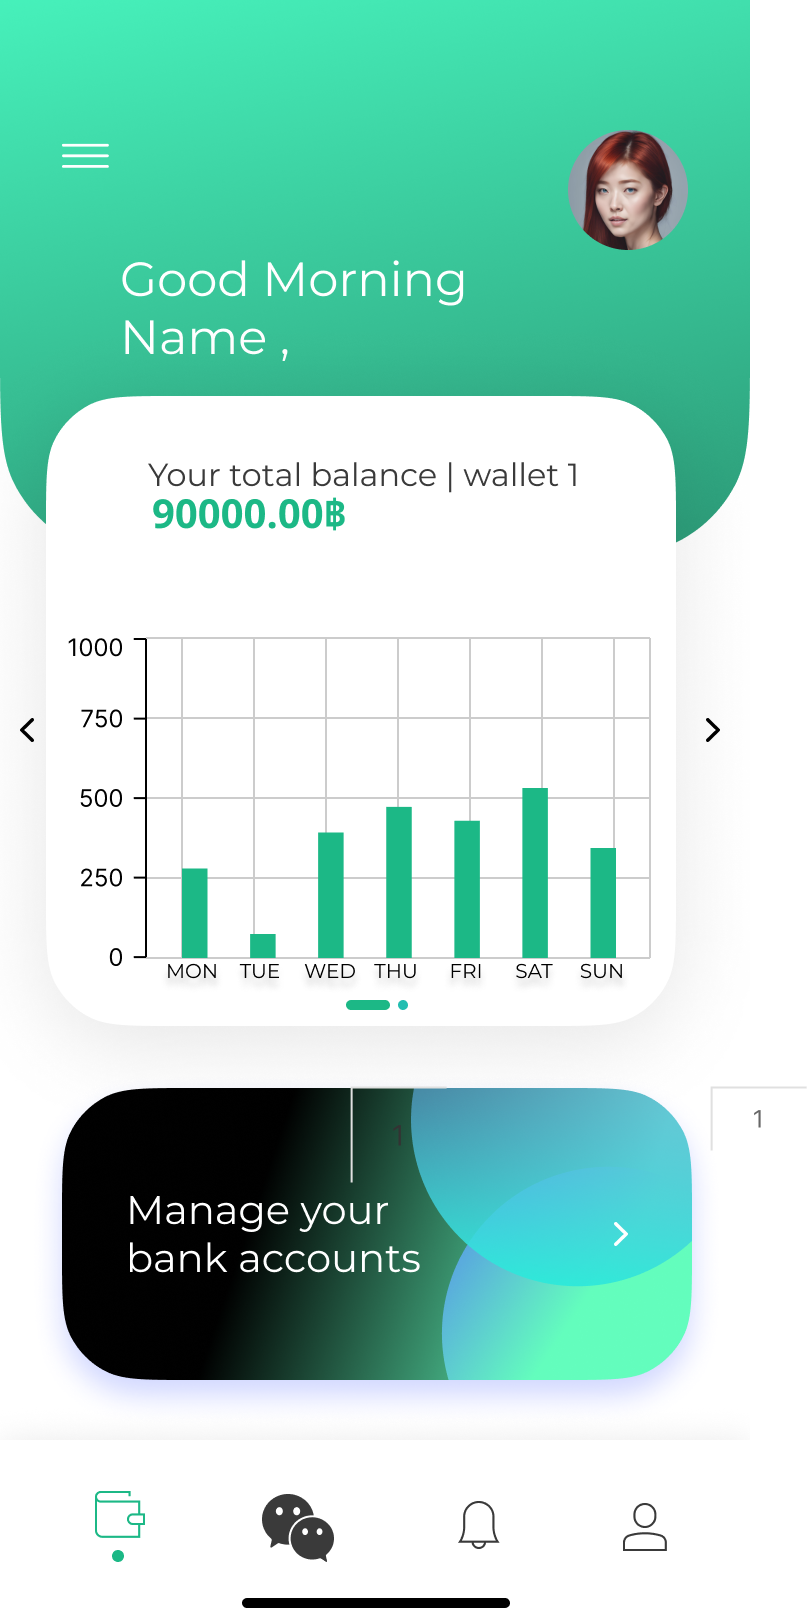 Good Morning
Name ,
Your total balance | wallet 1
90000.00฿
1000
750
500
250
0
MON TUE WED THU FRI SAT SUN
1
1
Manage your
bank accounts